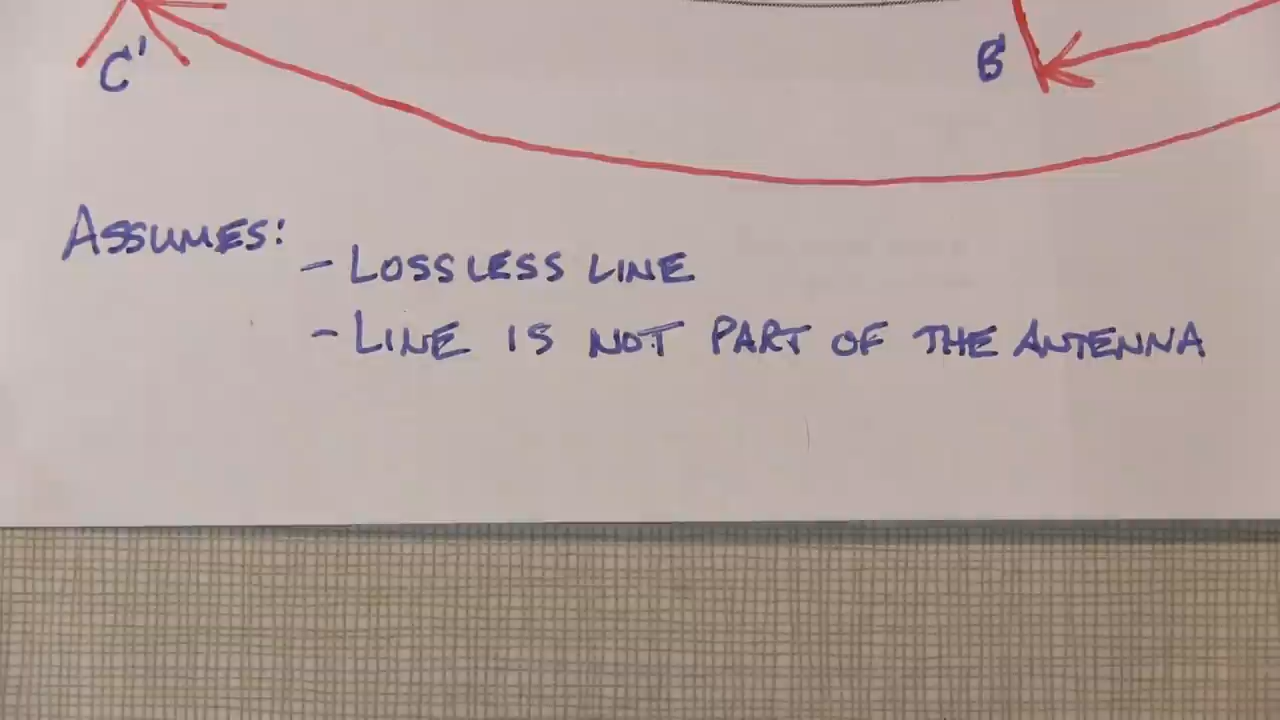 C'
B
ASSUMES:
- LOSSLESS LINE
- LINE IS NOT PART OF THE ANTENNA